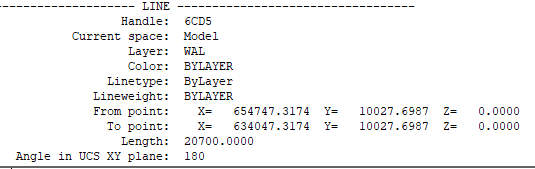 ------------------- LINE ----------------------------------
Handle: 6CD5
Current space: Model
Layer: WAL
Color: BYLAYER
Linetype: ByLayer
Lineweight: BYLAYER
From point: X= 654747.3174 Y= 10027.6987 Z= 0.0000
To point: X= 634047.3174 Y= 10027.6987 Z= 0.0000
Length: 20700.0000
Angle in UCS XY plane: 180